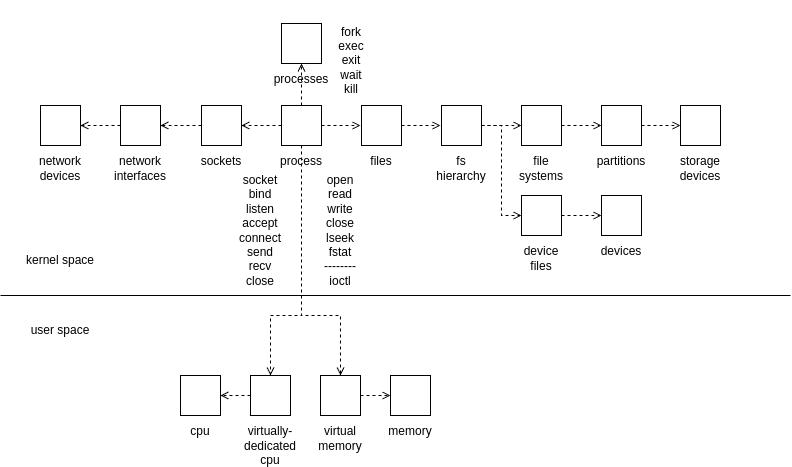 fork
exec
exit
wait
kill
processes
network
devices
network
interfaces
sockets
process
files
fs
hierarchy
file
systems
partitions
storage
devices
socket
bind
listen
accept
connect
send
recv
close
open
read
write
close
lseek
fstat
--------
ioctl
device
files
devices
kernel space
user space
cpu
virtually-
dedicated
cpu
virtual
memory
memory